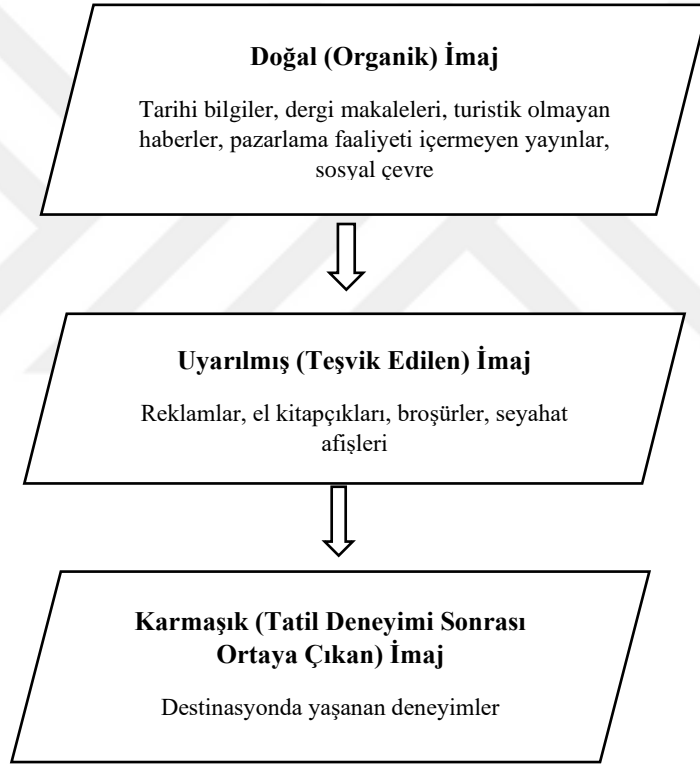 Doğal (Organik) İmaj
Tarihi bilgiler, dergi makaleleri, turistik olmayan
haberler, pazarlama faaliyeti içermeyen yayınlar,
sosyal çevre
Uyarılmış (Teşvik Edilen) İmaj
Reklamlar, el kitapçıkları, broşürler, seyahat
afişleri
Karmaşık (Tatil Deneyimi Sonrası
Ortaya Çıkan) İmaj
Destinasyonda yaşanan deneyimler